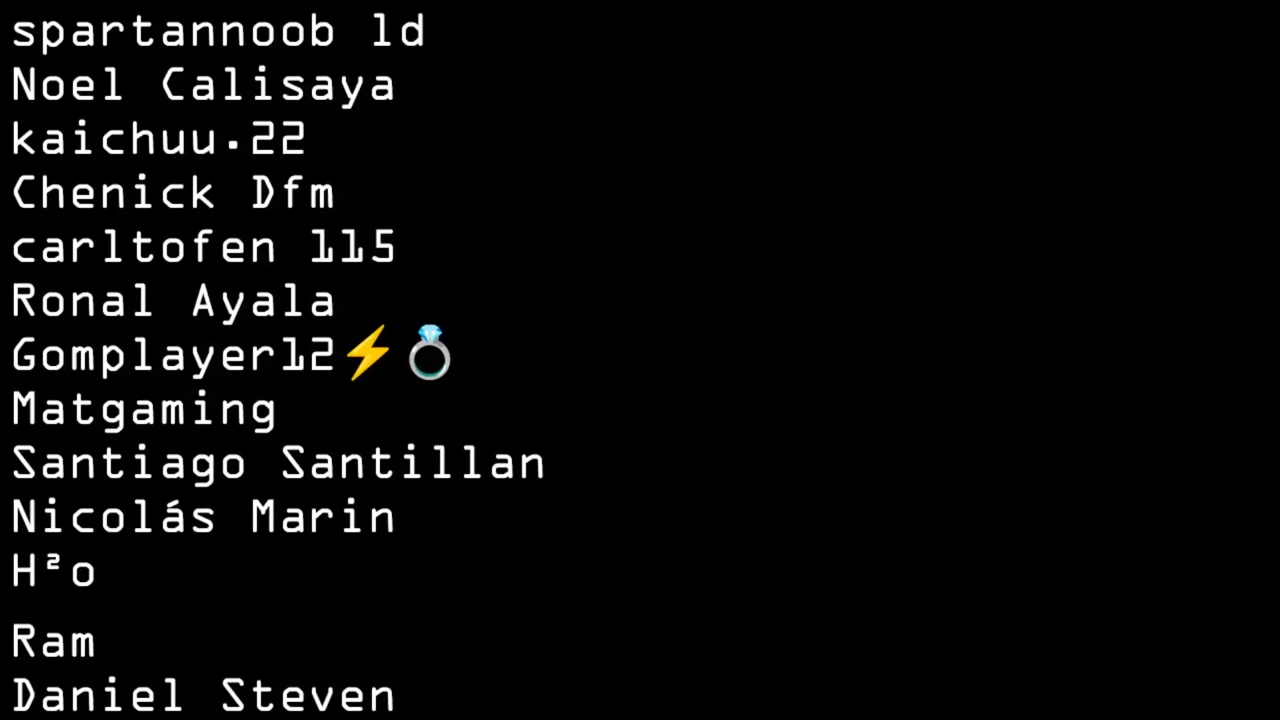 spartannoob ld
Noel Calisaya
kaichuu.22
Chenick Dfm
carltofen 115
Ronal Ayala
Gomplayer12⚡💍
Matgaming
Santiago Santillan
Nicolás Marin
H²o
Ram
Daniel Steven